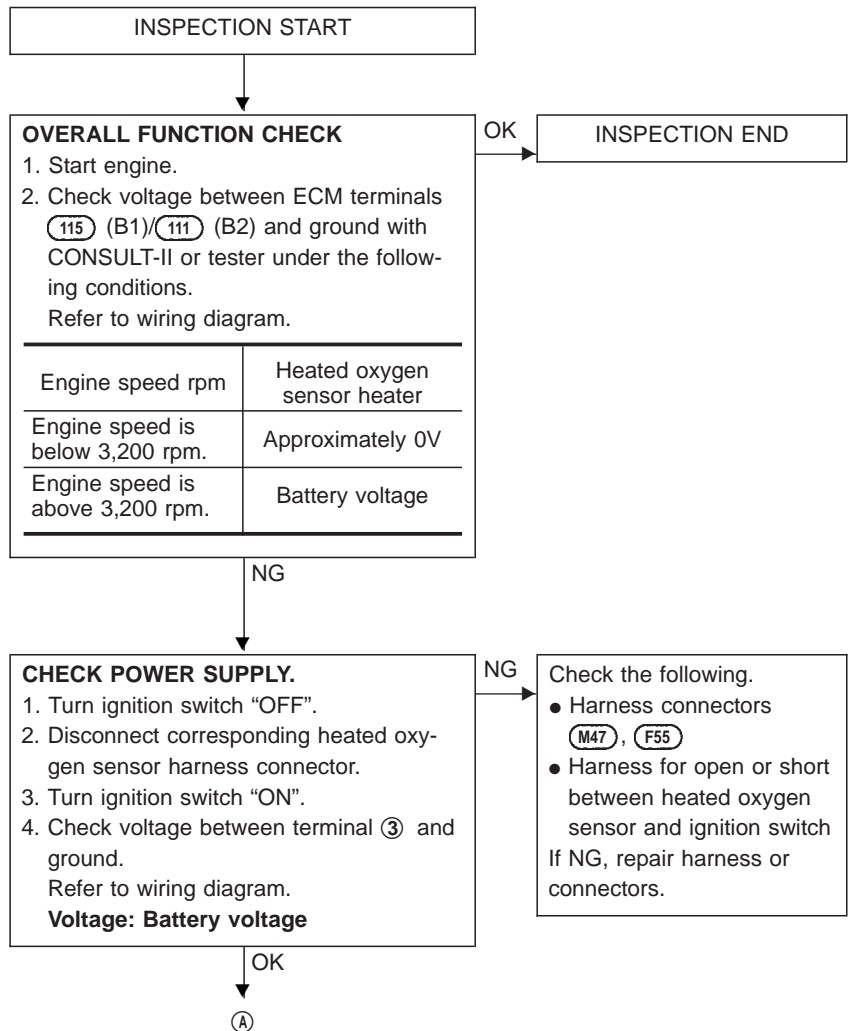 INSPECTION START
OVERALL FUNCTION CHECK
1. Start engine.
2. Check voltage between ECM terminals
115 (B1)/111 (B2) and ground with
CONSULT-II or tester under the follow-
ing conditions.
Refer to wiring diagram.
Engine speed rpm
Heated oxygen
sensor heater
Engine speed is
below 3,200 rpm.
Approximately 0V
Engine speed is
above 3,200 rpm.
Battery voltage
OK
INSPECTION END
NG
CHECK POWER SUPPLY.
1. Turn ignition switch “OFF”.
2. Disconnect corresponding heated oxy-
gen sensor harness connector.
3. Turn ignition switch “ON”.
4. Check voltage between terminal ③ and
ground.
Refer to wiring diagram.
Voltage: Battery voltage
NG
Check the following.
● Harness connectors
M47, F55
● Harness for open or short
between heated oxygen
sensor and ignition switch
If NG, repair harness or
connectors.
OK
Ⓐ